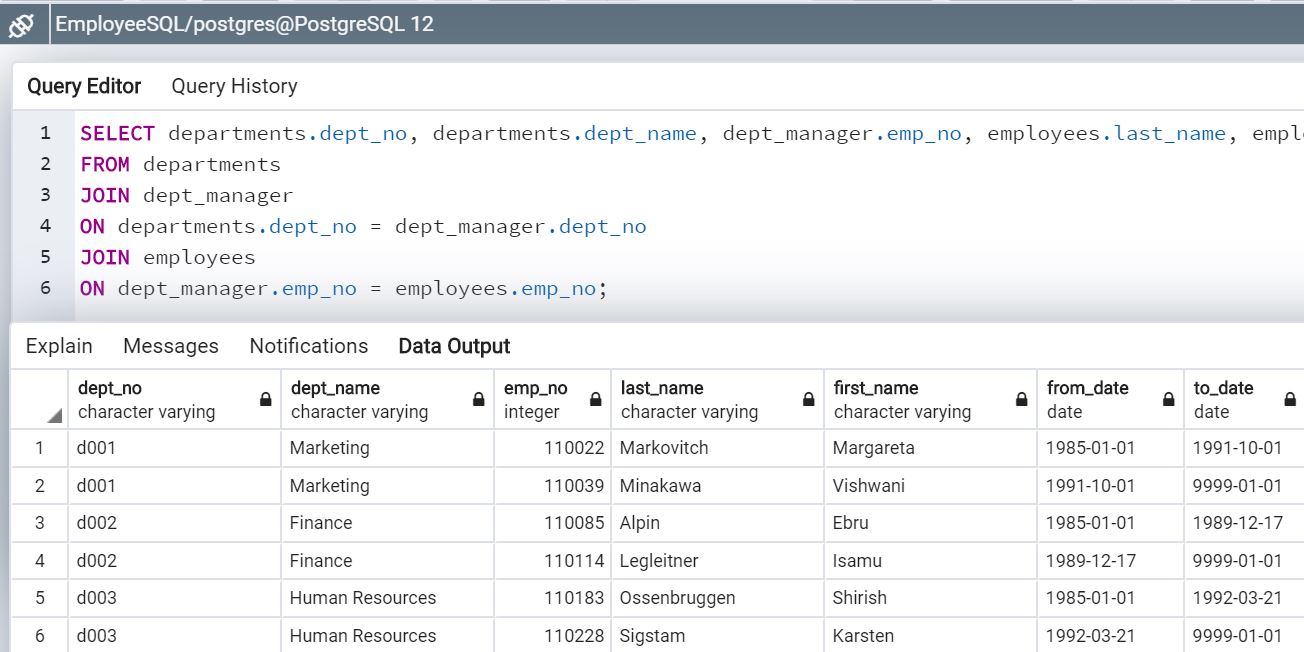 EmployeeSQL/postgres@PostgreSQL 12
Query Editor Query History
1 SELECT departments.dept_no, departments.dept_name, dept_manager.emp_no, employees.last_name, empl
2 FROM departments
3 JOIN dept_manager
4 ON departments.dept_no = dept_manager.dept_no
5 JOIN employees
6 ON dept_manager.emp_no = employees.emp_no;
Explain Messages Notifications Data Output
dept_no dept_name emp_no last_name first_name from_date to_date
character varying character varying integer character varying character varying date date
1 d001 Marketing 110022 Markovitch Margareta 1985-01-01 1991-10-01
2 d001 Marketing 110039 Minakawa Vishwani 1991-10-01 9999-01-01
3 d002 Finance 110085 Alpin Ebru 1985-01-01 1989-12-17
4 d002 Finance 110114 Legleitner Isamu 1989-12-17 9999-01-01
5 d003 Human Resources 110183 Ossenbruggen Shirish 1985-01-01 1992-03-21
6 d003 Human Resources 110228 Sigstam Karsten 1992-03-21 9999-01-01